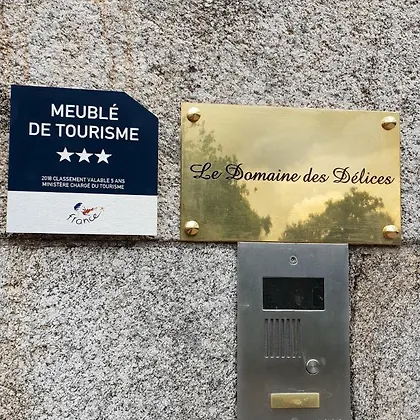 MEUBLÉ
DE TOURISME
2018 CLASSEMENT VALABLE 5 ANS
MINISTÈRE CHARGÉ DU TOURISME
France
Le Domaine des Délices